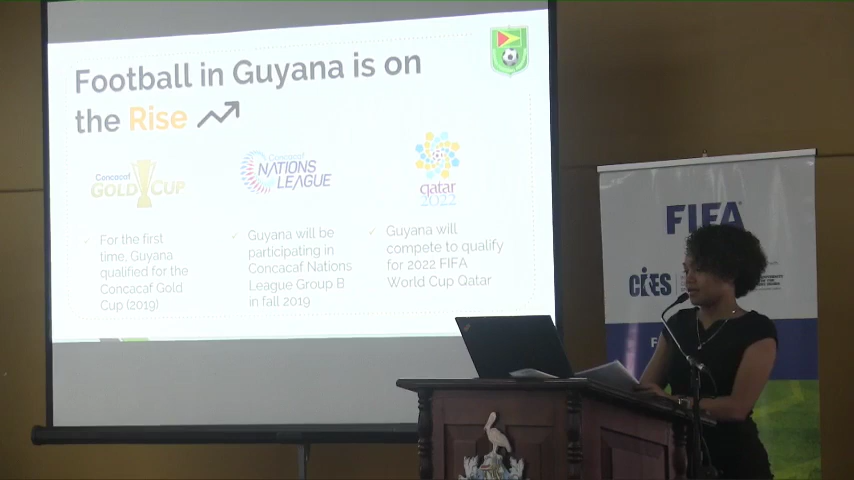 Football in Guyana is on
the Rise
Concacaf
GOLD CUP
Concacaf
NATIONS
LEAGUE
qatar
2022
For the first
time, Guyana
qualified for the
Concacaf Gold
Cup (2019)
Guyana will be
participating in
Concacaf Nations
League Group B
in fall 2019
Guyana will
compete to qualify
for 2022 FIFA
World Cup Qatar
FIFA
CIES